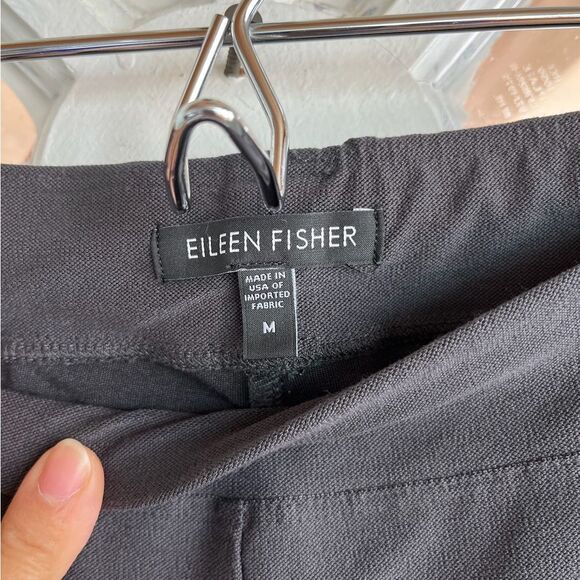 EILEEN FISHER
MADE IN
USA OF
IMPORTED
FABRIC
M